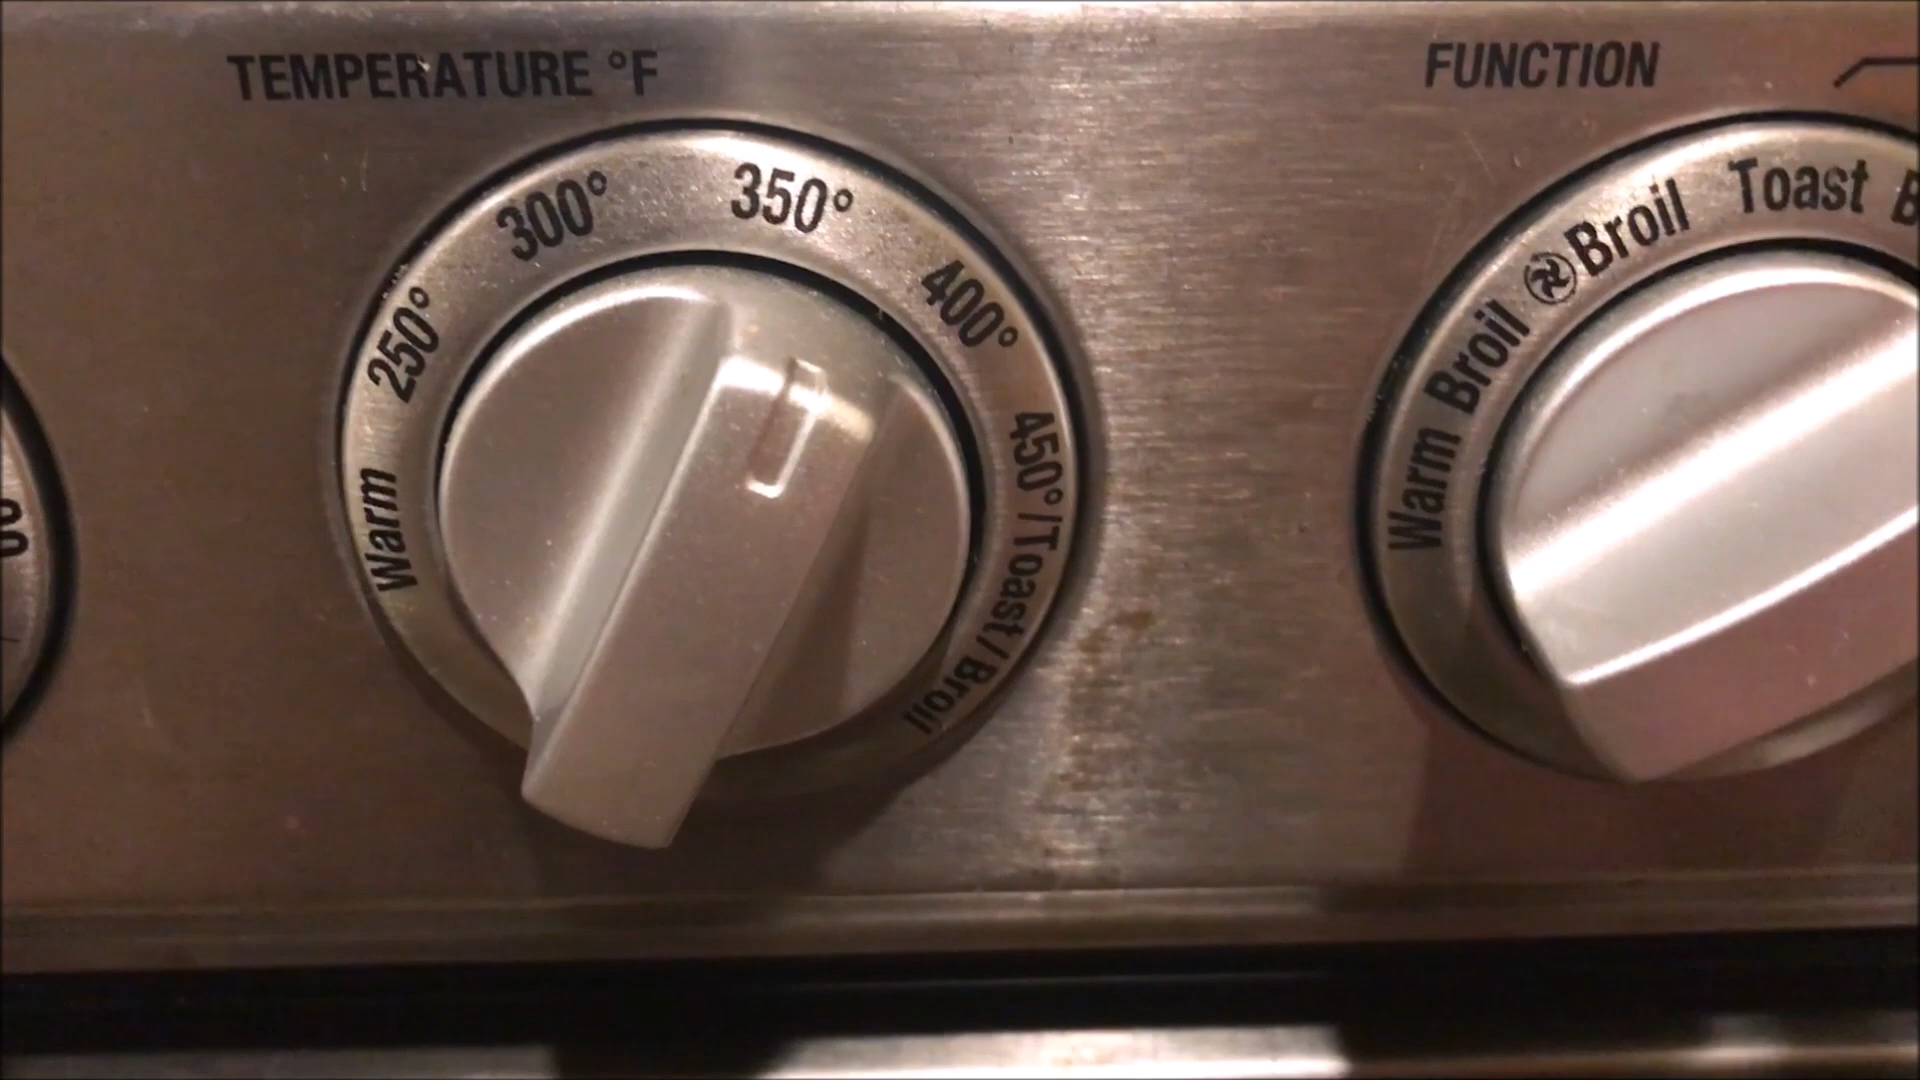 TEMPERATURE °F
FUNCTION
Warm
250°
300°
350°
400°
450°/Toast/Broil
Warm
Broil
Broil
Toast